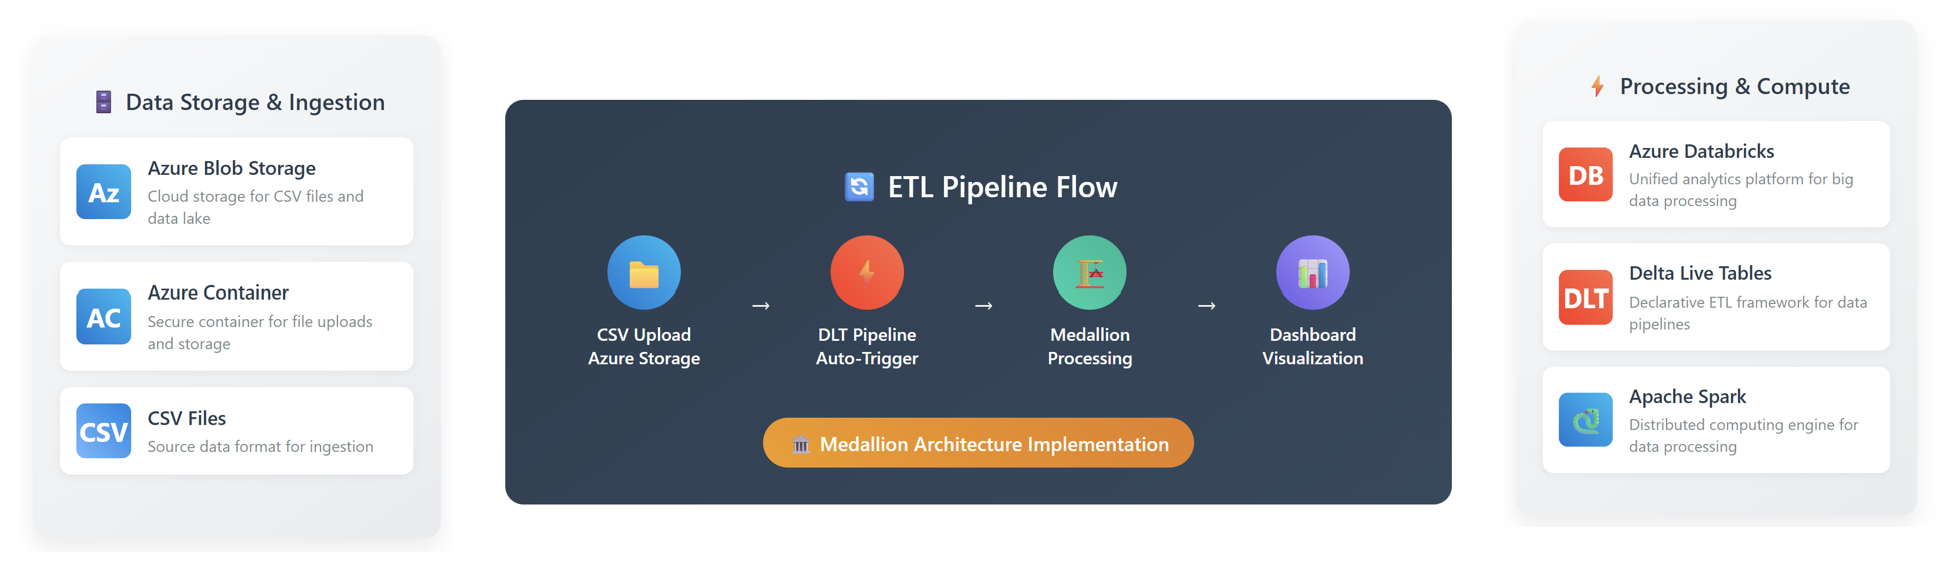 Data Storage & Ingestion
Az
Azure Blob Storage
Cloud storage for CSV files and
data lake
AC
Azure Container
Secure container for file uploads
and storage
CSV
CSV Files
Source data format for ingestion
ETL Pipeline Flow
CSV Upload
Azure Storage
→
DLT Pipeline
Auto-Trigger
→
Medallion
Processing
→
Dashboard
Visualization
Medallion Architecture Implementation
Processing & Compute
DB
Azure Databricks
Unified analytics platform for big
data processing
DLT
Delta Live Tables
Declarative ETL framework for data
pipelines
Apache Spark
Distributed computing engine for
data processing